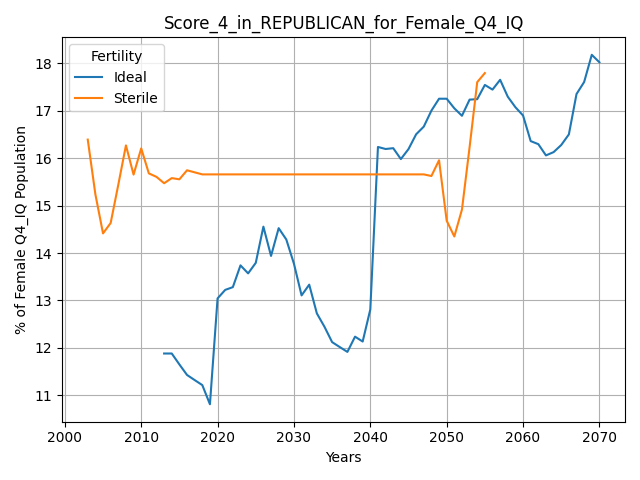 Score_4_in_REPUBLICAN_for_Female_Q4_IQ
Fertility
Ideal
Sterile
% of Female Q4_IQ Population
18
17
16
15
14
13
12
11
2000 2010 2020 2030 2040 2050 2060 2070
Years